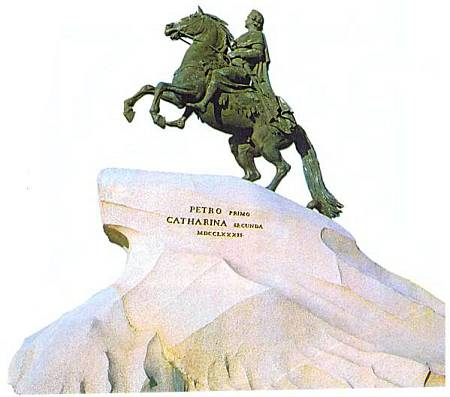 PETRO PRIMO
CATHARINA SECUNDA
MDCCLXXXII